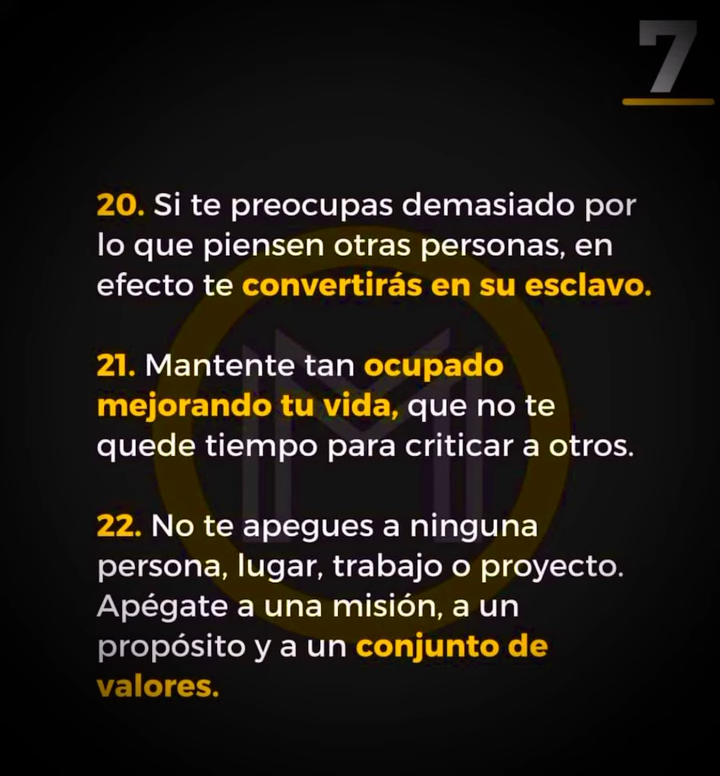 7
20. Si te preocupas demasiado por
lo que piensen otras personas, en
efecto te convertirás en su esclavo.
21. Mantente tan ocupado
mejorando tu vida, que no te
quede tiempo para criticar a otros.
22. No te apegues a ninguna
persona, lugar, trabajo o proyecto.
Apégate a una misión, a un
propósito y a un conjunto de
valores.